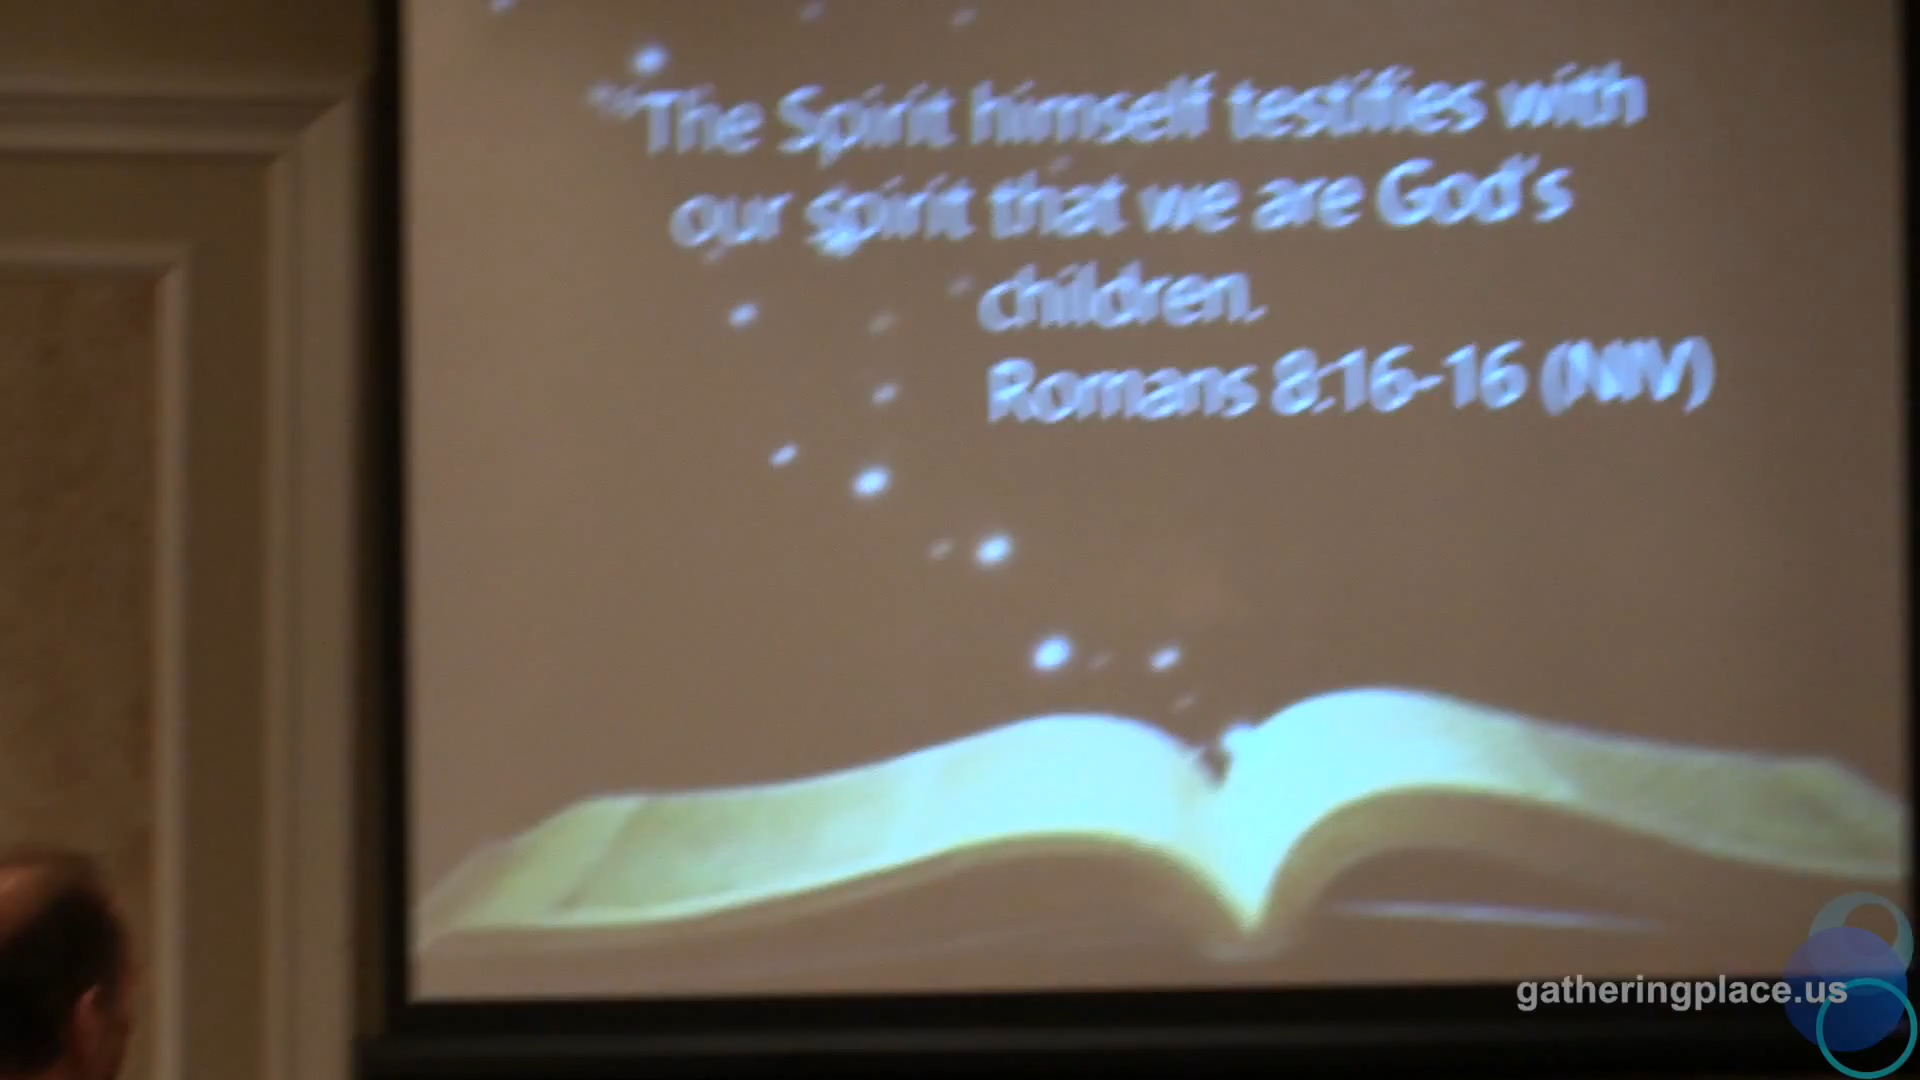 "The Spirit himself testifies with
our spirit that we are God's
children.
Romans 8:16-16 (NIV)
gatheringplace.us